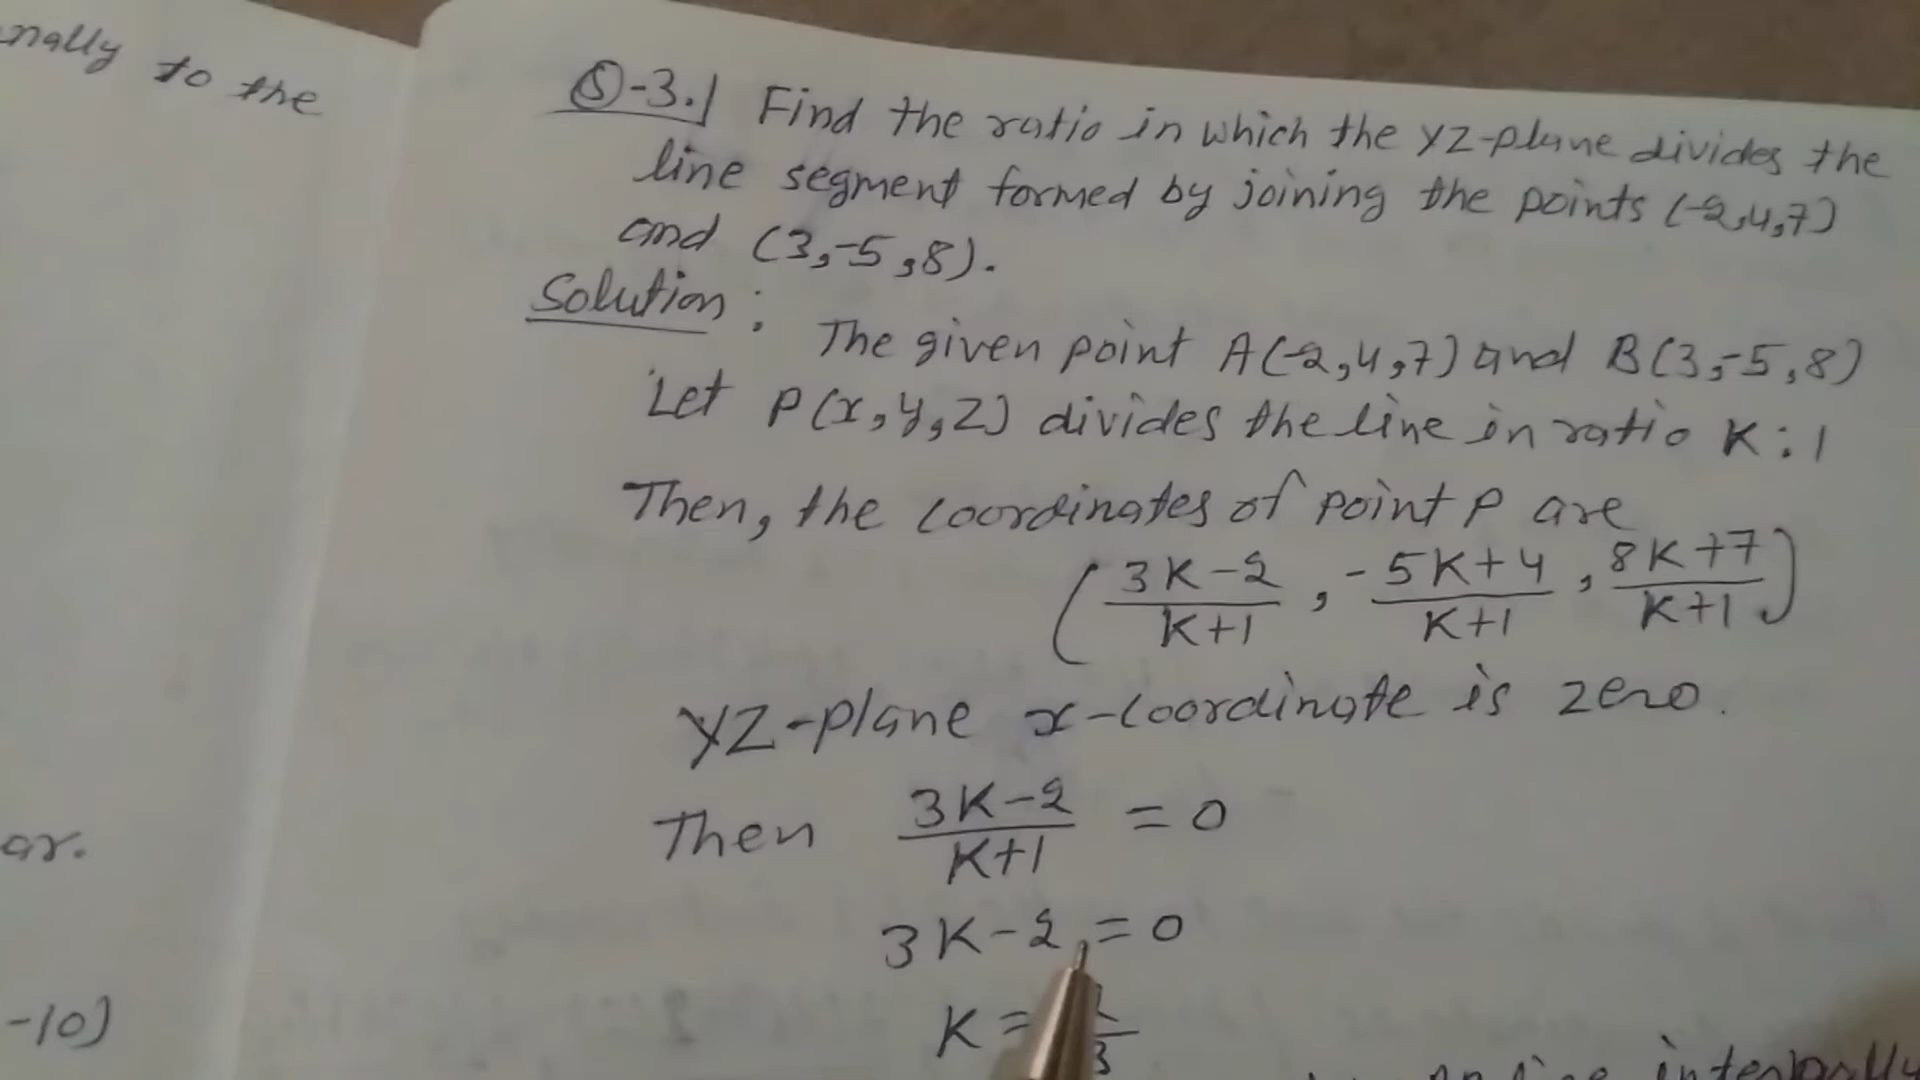 nally to the
ar.
-10)
Q-3. Find the ratio in which the YZ-plane divides the
line segment formed by joining the points (-2,4,7)
and (3,-5,8).
Solution:
The given point A(-2,4,7) and B(3,-5,8)
Let P(x,y,z) divides the line in ratio K:1
Then, the coordinates of point P are
(3K-2/K+1, -5K+4/K+1, 8K+7/K+1)
YZ-plane x-coordinate is zero.
Then 3K-2/K+1 = 0
3K-2 = 0
K = /3
internally